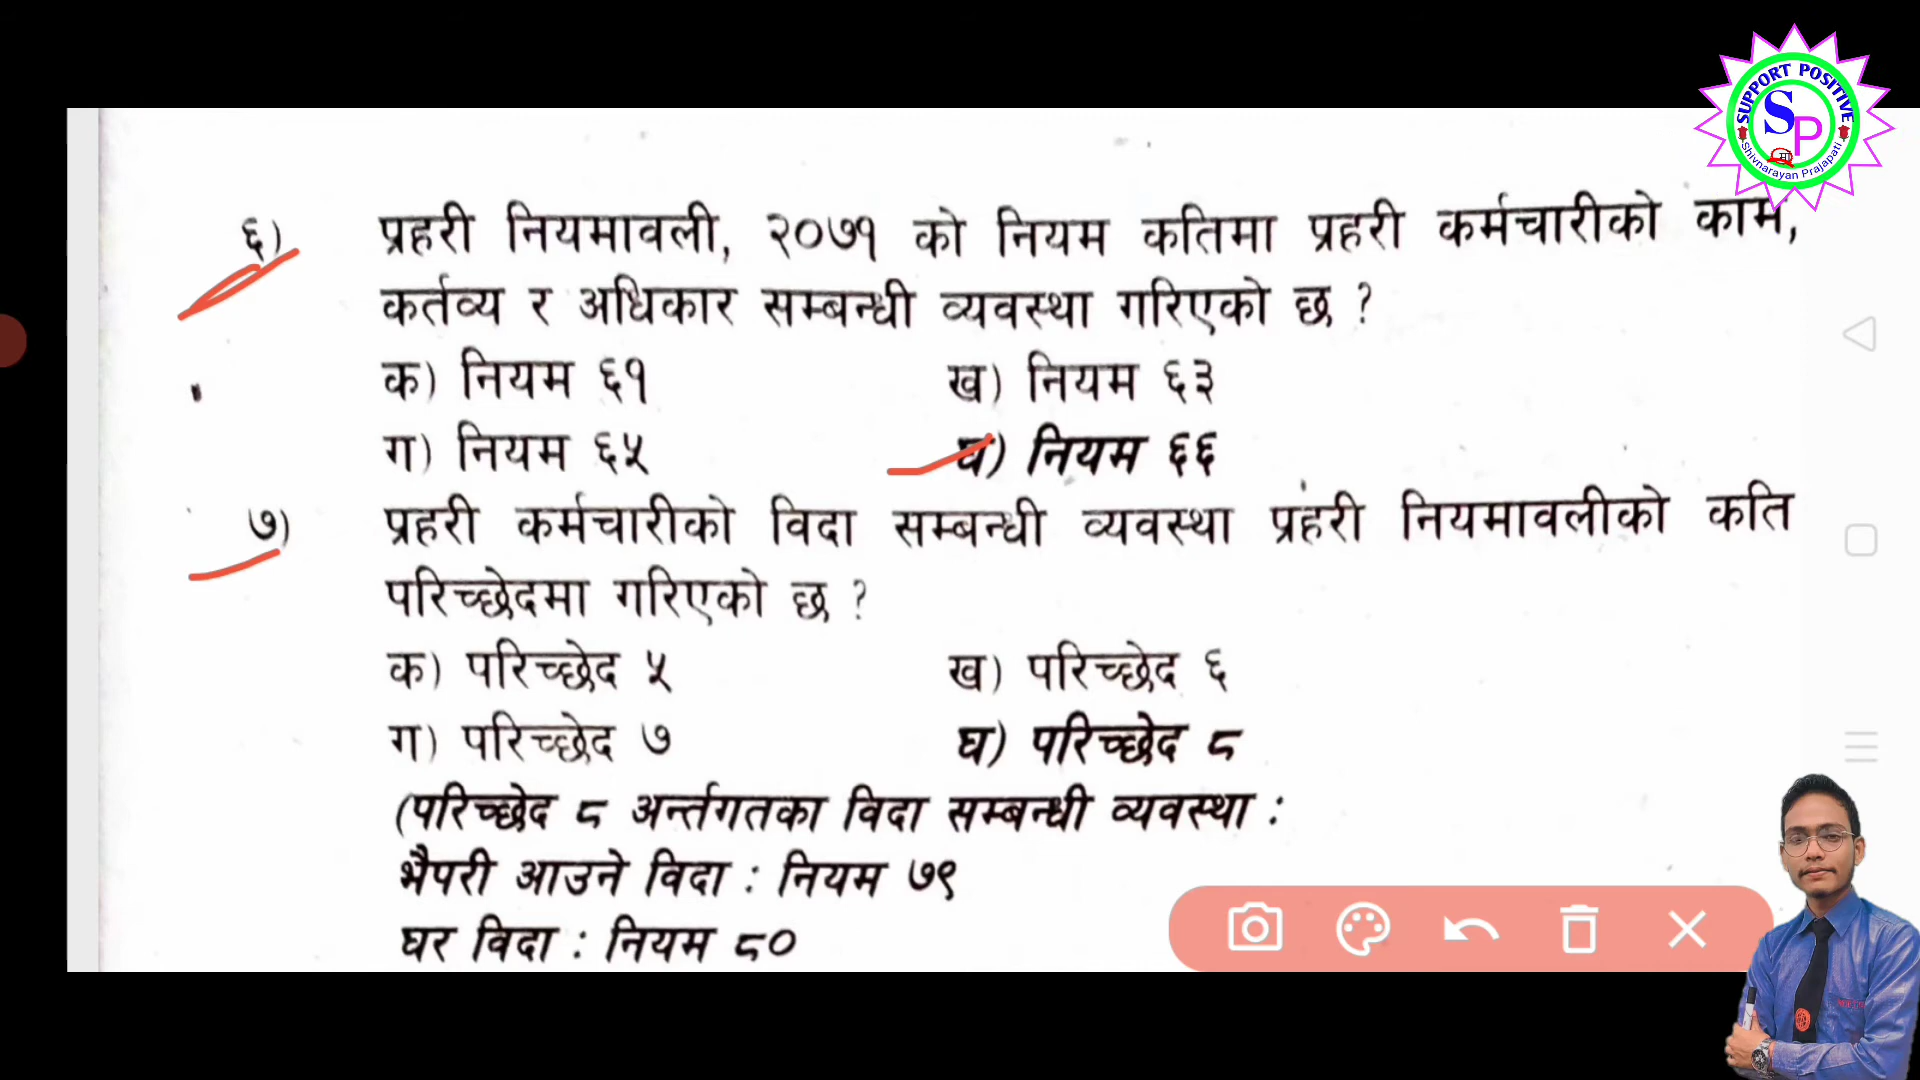 SUPPORT POSITIVE
SP
Shivnarayan Prajapati
६) प्रहरी नियमावली, २०७१ को नियम कतिमा प्रहरी कर्मचारीको काम,
कर्तव्य र अधिकार सम्बन्धी व्यवस्था गरिएको छ ?
क) नियम ६१ ख) नियम ६३
ग) नियम ६५ घ) नियम ६६
७) प्रहरी कर्मचारीको विदा सम्बन्धी व्यवस्था प्रहरी नियमावलीको कति
परिच्छेदमा गरिएको छ ?
क) परिच्छेद ५ ख) परिच्छेद ६
ग) परिच्छेद ७ घ) परिच्छेद ८
(परिच्छेद ८ अर्न्तगतका विदा सम्बन्धी व्यवस्था :
भैपरी आउने विदा : नियम ७९
घर विदा : नियम ८०